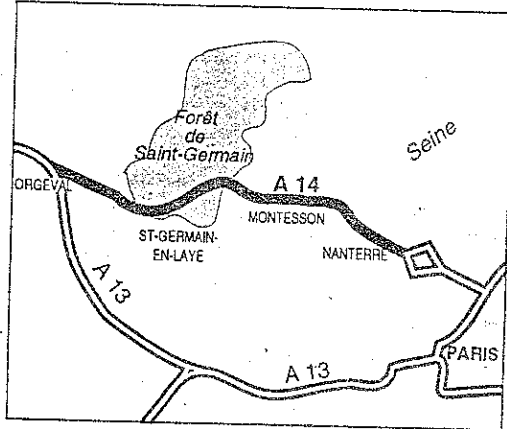 Forêt
de
Saint-Germain
Seine
ORGEVAL
A 14
MONTESSON
ST-GERMAIN-
EN-LAYE
NANTERRE
A 13
PARIS
A 13